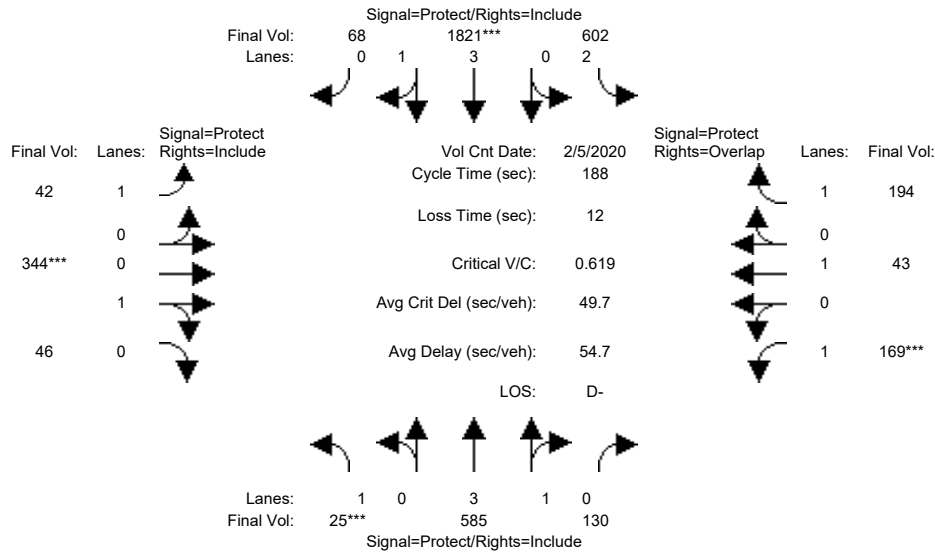 Signal=Protect/Rights=Include
Final Vol: 68 1821*** 602
Lanes: 0 1 3 0 2
Signal=Protect
Final Vol: Lanes: Rights=Include
Vol Cnt Date: 2/5/2020
Signal=Protect
Rights=Overlap Lanes: Final Vol:
Cycle Time (sec): 188
42 1
1 194
Loss Time (sec): 12
0
0
344*** 0
Critical V/C: 0.619
1 43
1
Avg Crit Del (sec/veh): 49.7
0
46 0
Avg Delay (sec/veh): 54.7
1 169***
LOS: D-
Lanes: 1 0 3 1 0
Final Vol: 25*** 585 130
Signal=Protect/Rights=Include